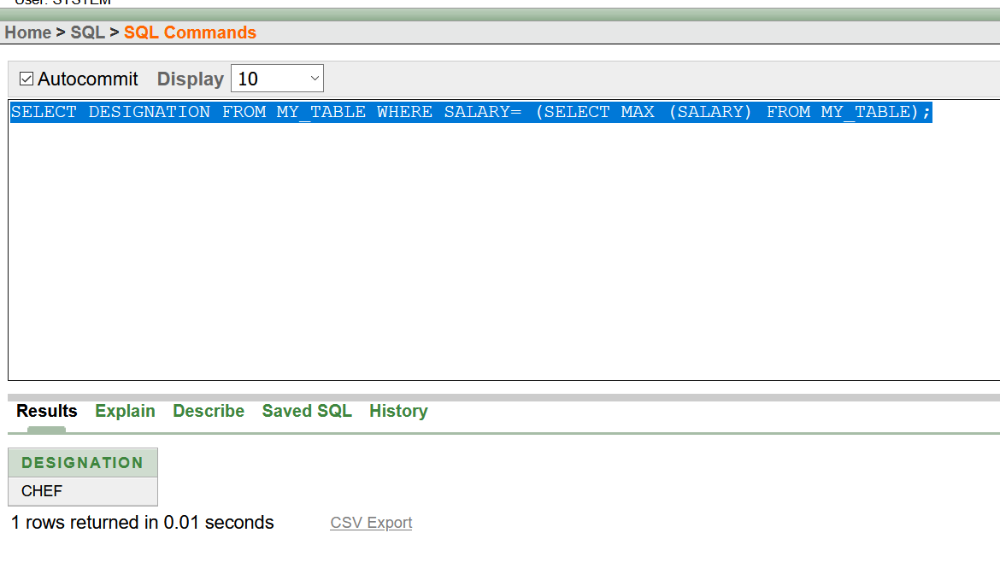 User: SYSTEM
Home > SQL > SQL Commands
Autocommit Display 10
SELECT DESIGNATION FROM MY_TABLE WHERE SALARY= (SELECT MAX (SALARY) FROM MY_TABLE);
Results Explain Describe Saved SQL History
DESIGNATION
CHEF
1 rows returned in 0.01 seconds CSV Export